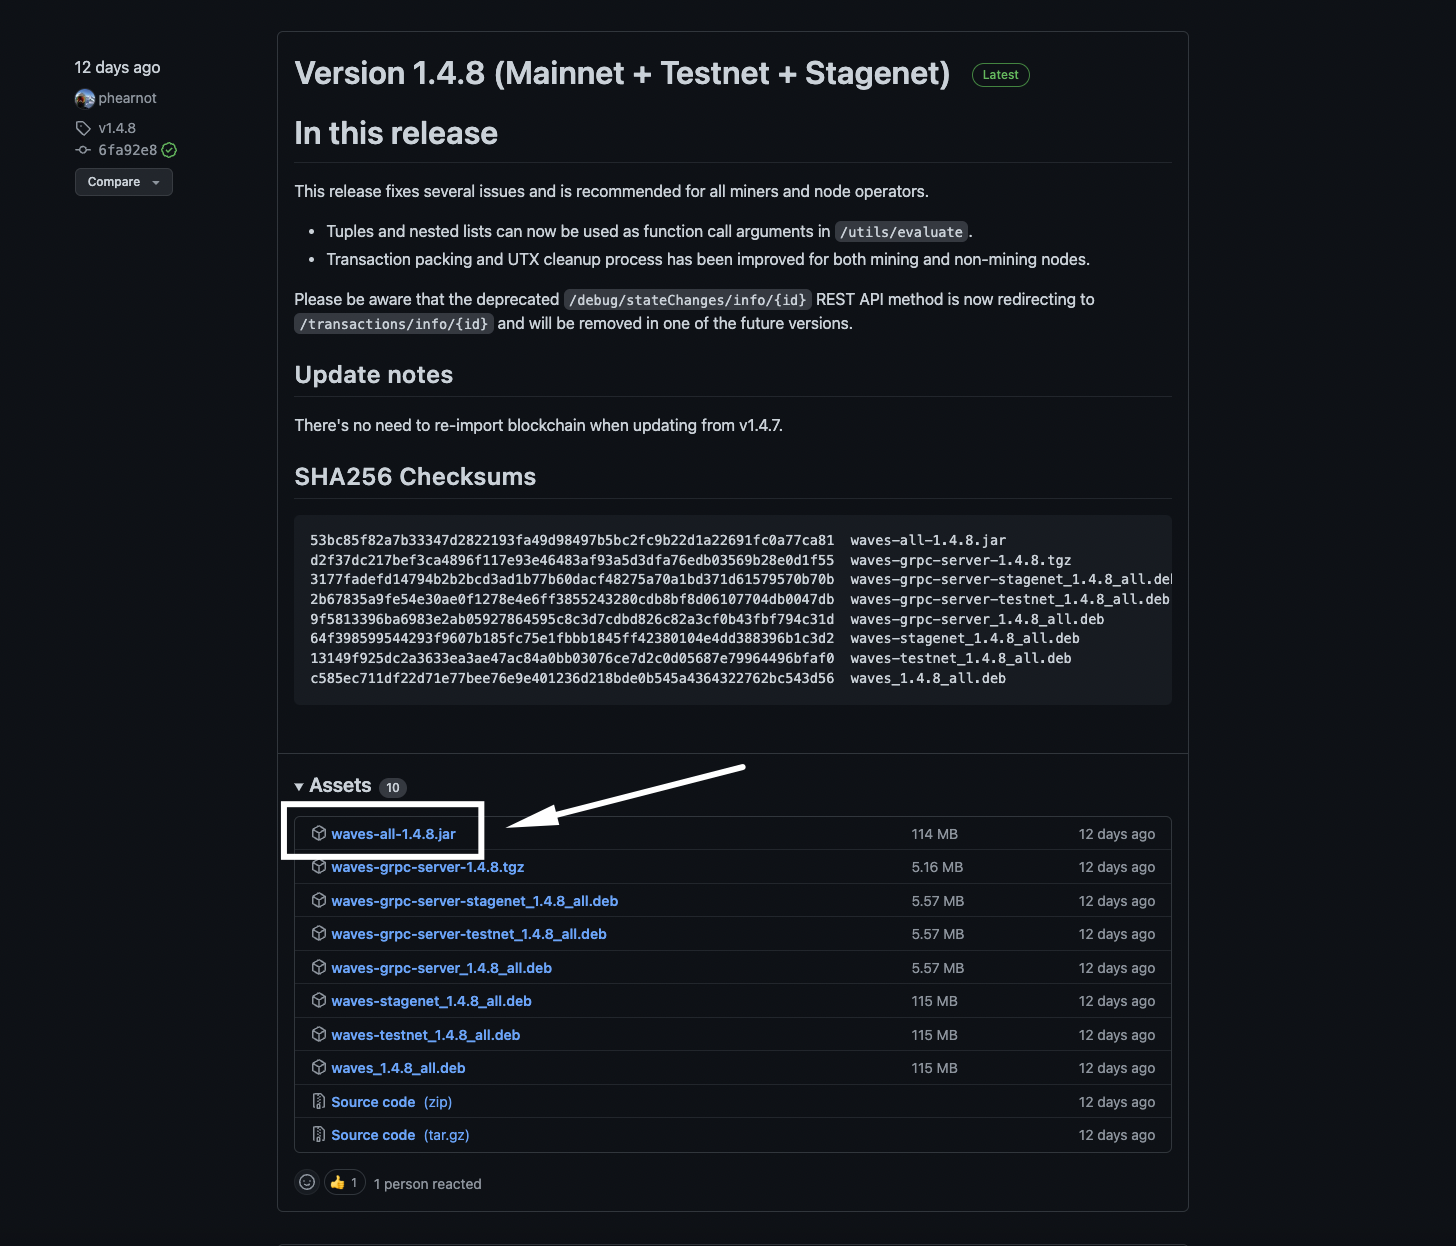 12 days ago
phearnot
v1.4.8
6fa92e8
Compare
Version 1.4.8 (Mainnet + Testnet + Stagenet) Latest
In this release
This release fixes several issues and is recommended for all miners and node operators.
• Tuples and nested lists can now be used as function call arguments in /utils/evaluate.
• Transaction packing and UTX cleanup process has been improved for both mining and non-mining nodes.
Please be aware that the deprecated /debug/stateChanges/info/{id} REST API method is now redirecting to
/transactions/info/{id} and will be removed in one of the future versions.
Update notes
There's no need to re-import blockchain when updating from v1.4.7.
SHA256 Checksums
53bc85f82a7b33347d2822193fa49d98497b5bc2fc9b22d1a22691fc0a77ca81 waves-all-1.4.8.jar
d2f37dc217bef3ca4896f117e93e46483af93a5d3dfa76edb03569b28e0d1f55 waves-grpc-server-1.4.8.tgz
3177fadefd14794b2b2bcd3ad1b77b60dacf48275a70a1bd371d61579570b70b waves-grpc-server-stagenet_1.4.8_all.de
2b67835a9fe54e30ae0f1278e4e6ff3855243280cdb8bf8d06107704db0047db waves-grpc-server-testnet_1.4.8_all.deb
9f5813396ba6983e2ab05927864595c8c3d7cdbd826c82a3cf0b43fbf794c31d waves-grpc-server_1.4.8_all.deb
64f398599544293f9607b185fc75e1fbbb1845ff42380104e4dd388396b1c3d2 waves-stagenet_1.4.8_all.deb
13149f925dc2a3633ea3ae47ac84a0bb03076ce7d2c0d05687e79964496bfaf0 waves-testnet_1.4.8_all.deb
c585ec711df22d71e77bee76e9e401236d218bde0b545a4364322762bc543d56 waves_1.4.8_all.deb
Assets 10
waves-all-1.4.8.jar 114 MB 12 days ago
waves-grpc-server-1.4.8.tgz 5.16 MB 12 days ago
waves-grpc-server-stagenet_1.4.8_all.deb 5.57 MB 12 days ago
waves-grpc-server-testnet_1.4.8_all.deb 5.57 MB 12 days ago
waves-grpc-server_1.4.8_all.deb 5.57 MB 12 days ago
waves-stagenet_1.4.8_all.deb 115 MB 12 days ago
waves-testnet_1.4.8_all.deb 115 MB 12 days ago
waves_1.4.8_all.deb 115 MB 12 days ago
Source code (zip) 12 days ago
Source code (tar.gz) 12 days ago
👍 1 1 person reacted